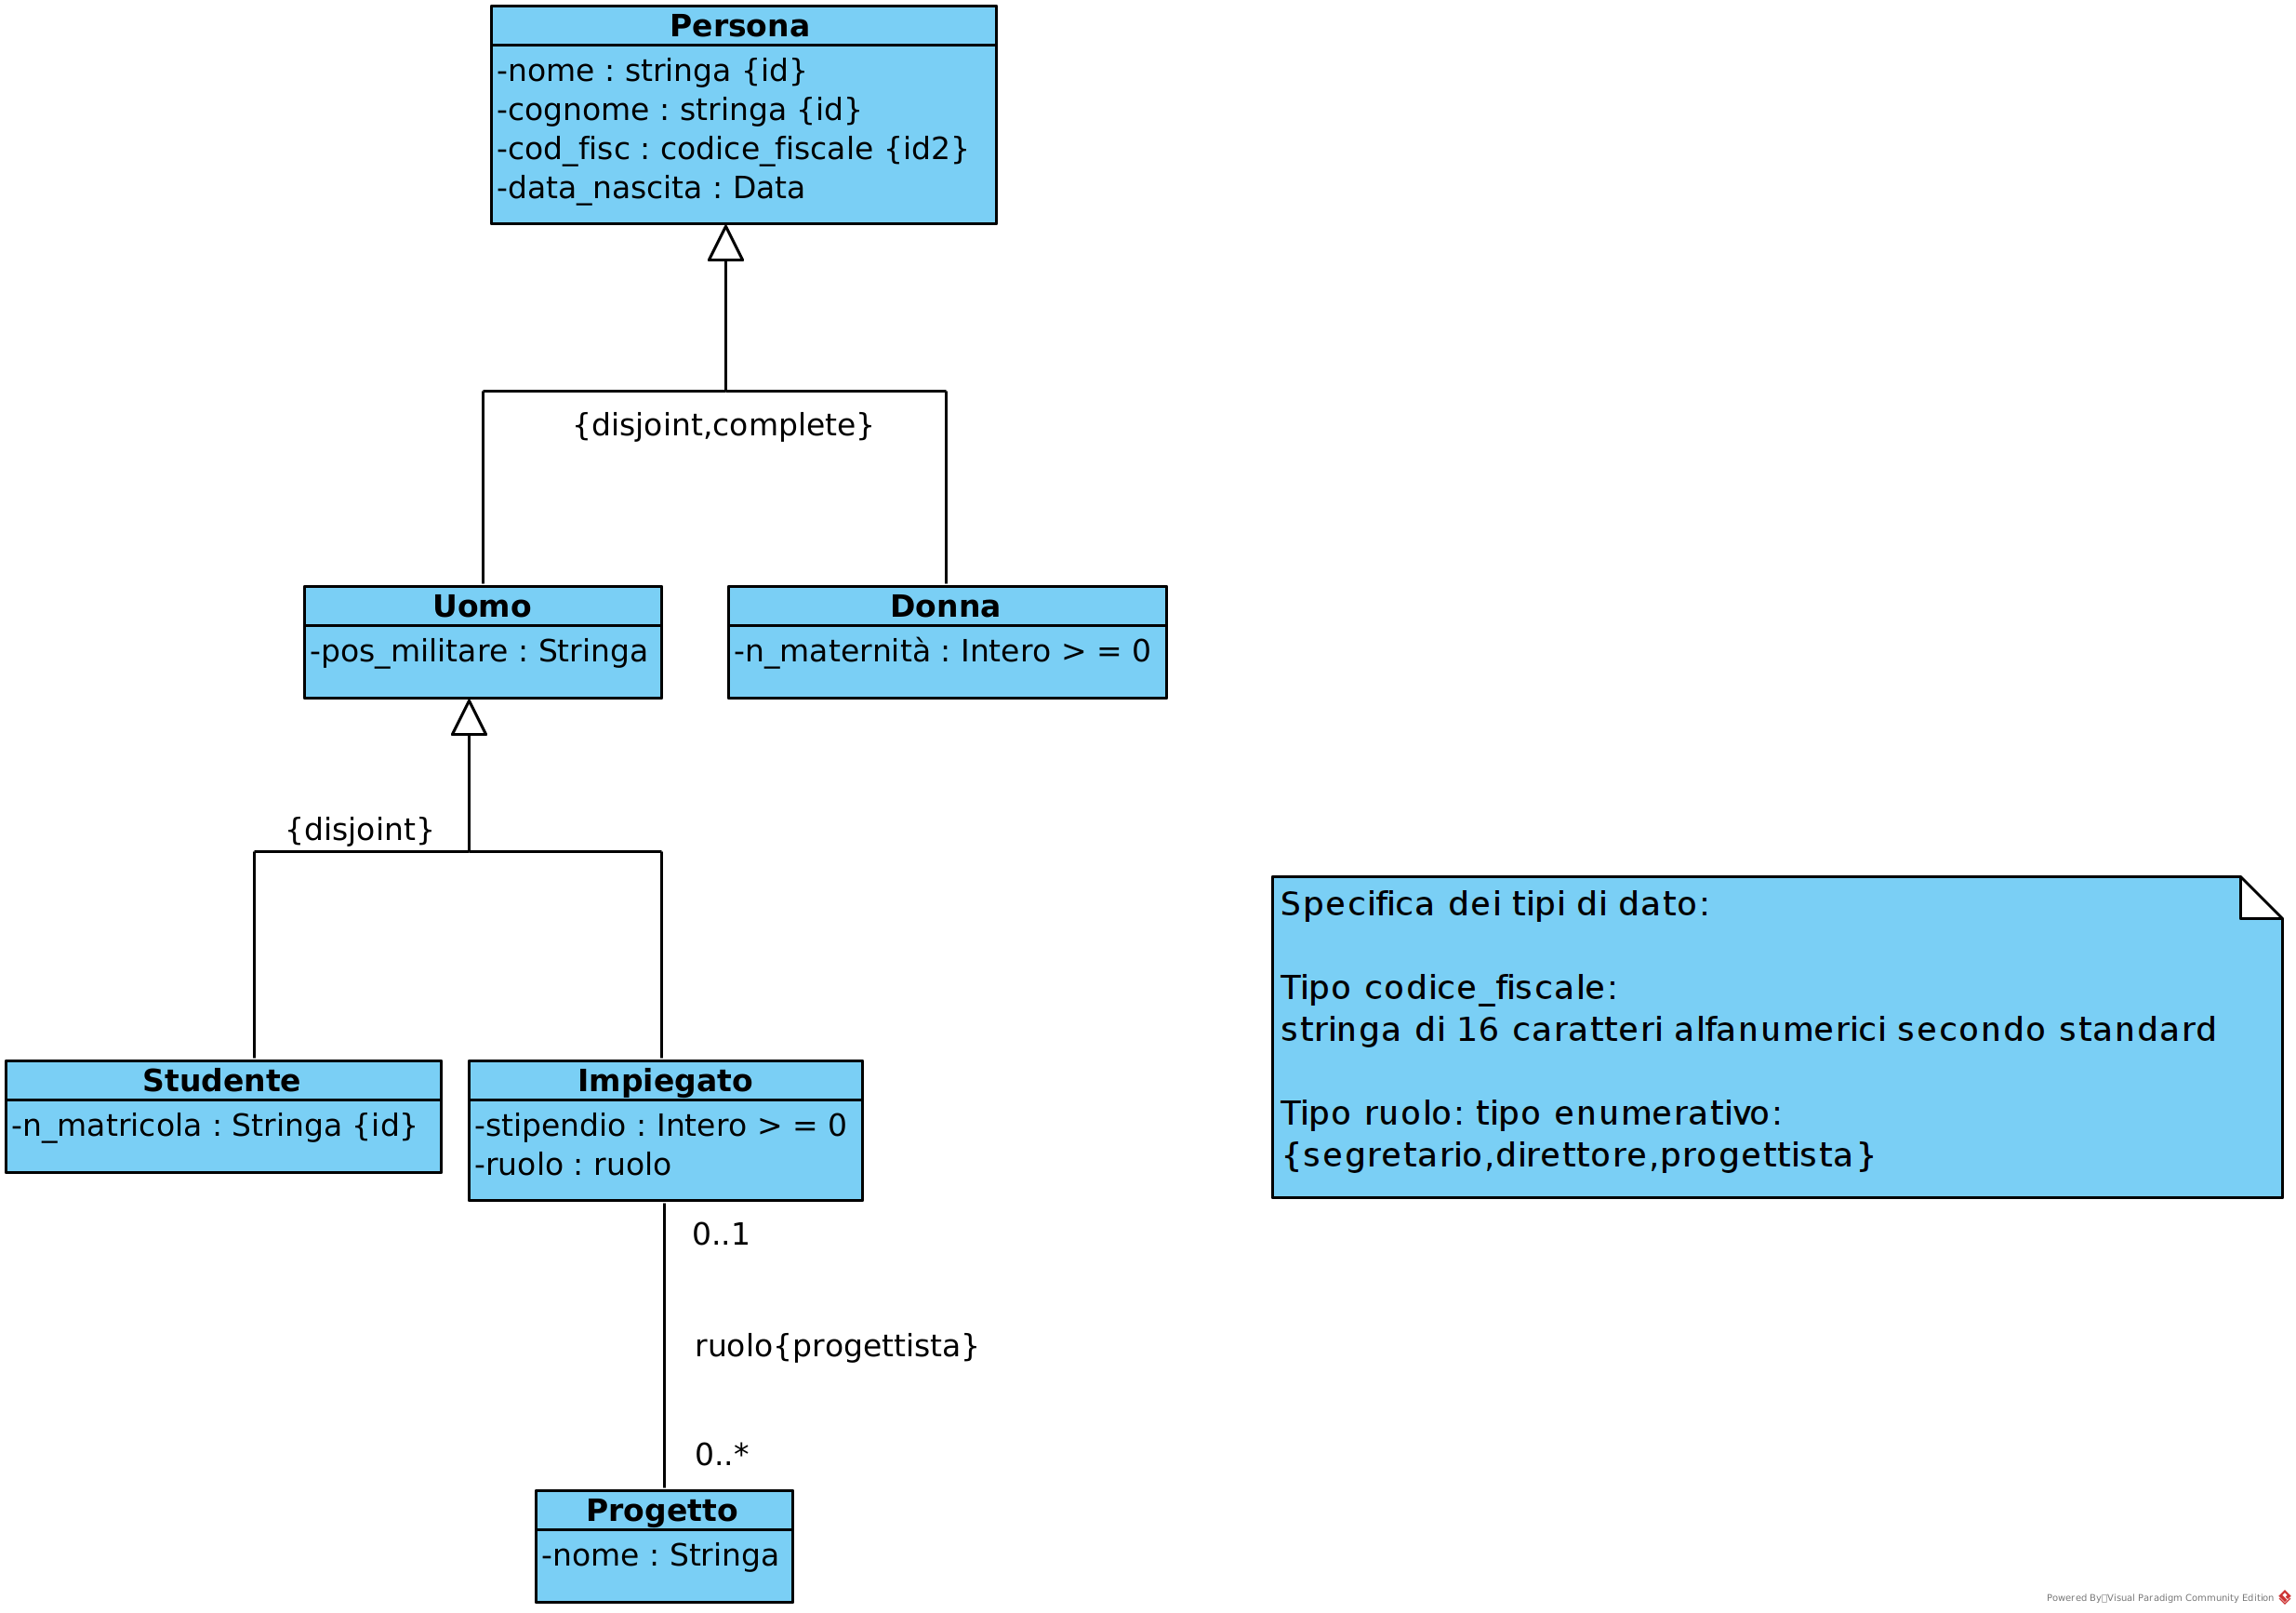 Persona
-nome : stringa {id}
-cognome : stringa {id}
-cod_fisc : codice_fiscale {id2}
-data_nascita : Data
{disjoint,complete}
Uomo
-pos_militare : Stringa
Donna
-n_maternità : Intero > = 0
{disjoint}
Studente
-n_matricola : Stringa {id}
Impiegato
-stipendio : Intero > = 0
-ruolo : ruolo
0..1
ruolo{progettista}
0..*
Progetto
-nome : Stringa
Specifica dei tipi di dato:
Tipo codice_fiscale:
stringa di 16 caratteri alfanumerici secondo standard
Tipo ruolo: tipo enumerativo:
{segretario,direttore,progettista}
Powered By Visual Paradigm Community Edition